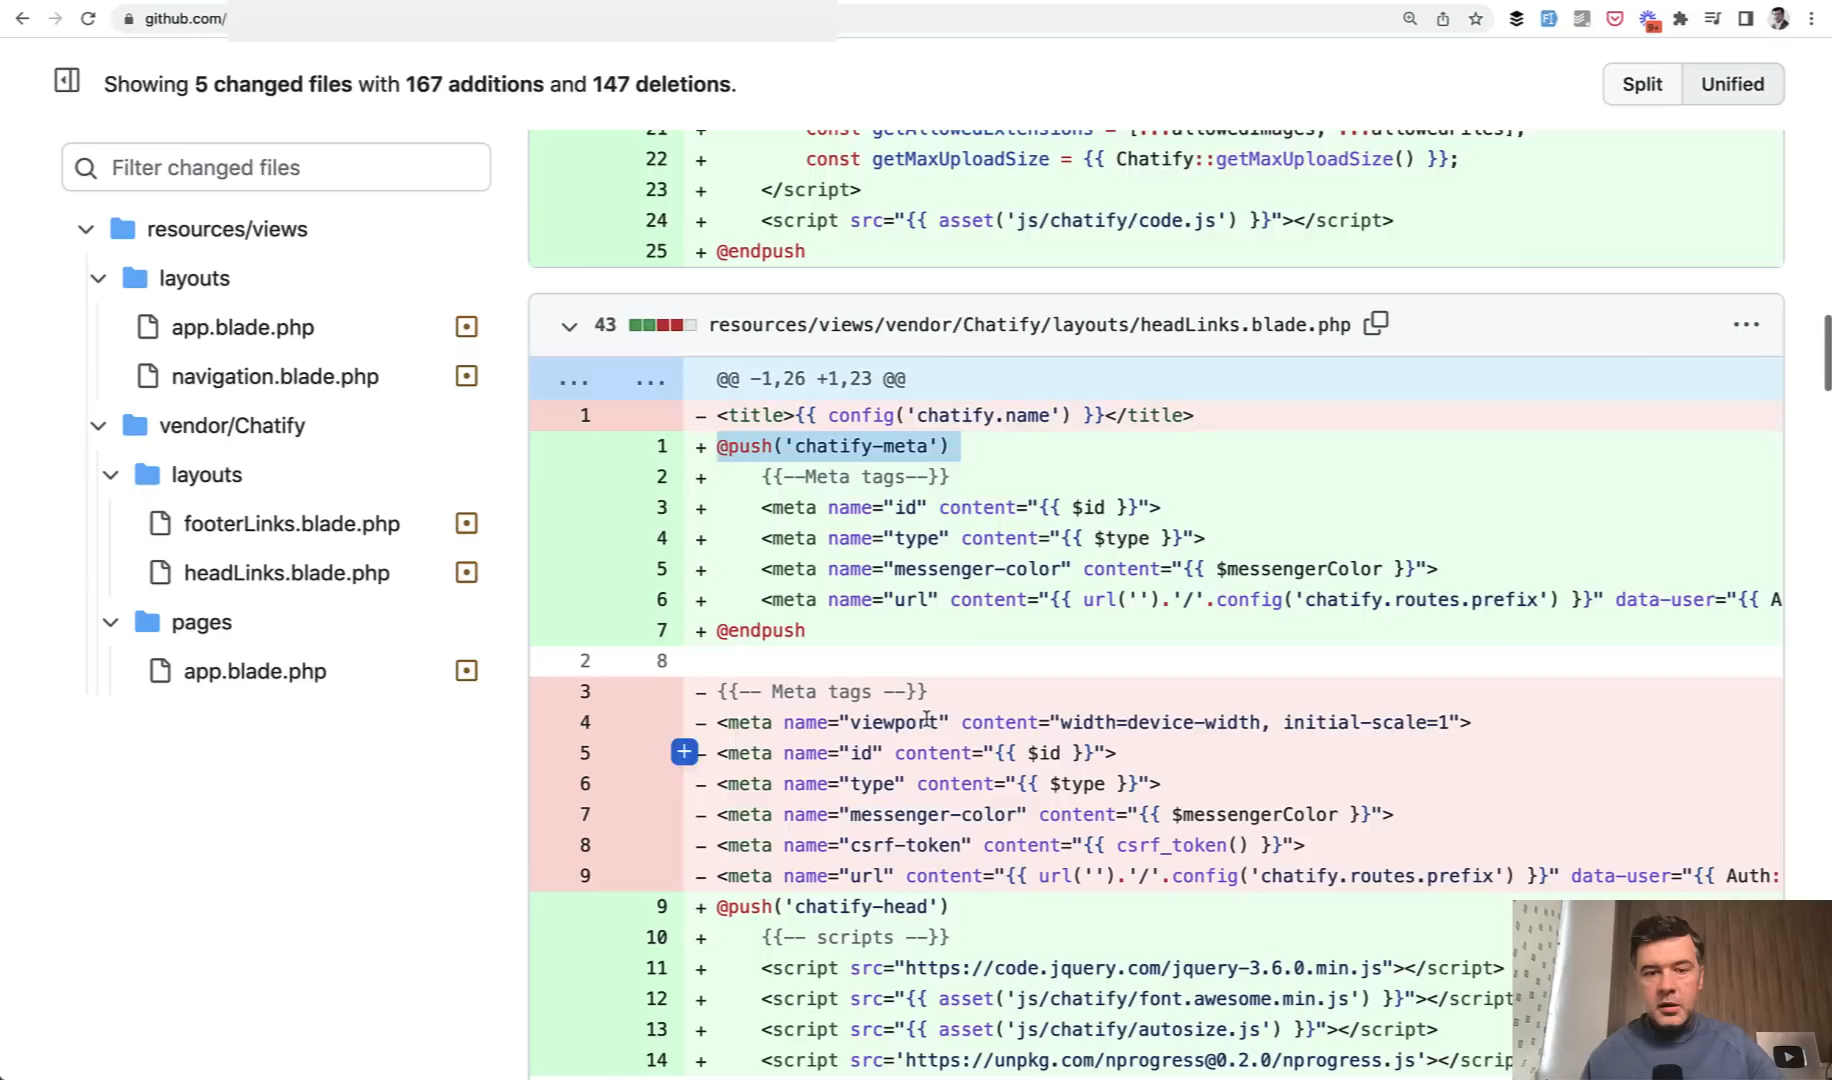 github.com/
9+
Showing 5 changed files with 167 additions and 147 deletions.
Split
Unified
Filter changed files
resources/views
layouts
app.blade.php
navigation.blade.php
vendor/Chatify
layouts
footerLinks.blade.php
headLinks.blade.php
pages
app.blade.php
21 + const getAllowedExtensions = [...allowedImages, ...allowedFiles];
22 + const getMaxUploadSize = {{ Chatify::getMaxUploadSize() }};
23 + </script>
24 + <script src="{{ asset('js/chatify/code.js') }}"></script>
25 + @endpush
43 resources/views/vendor/Chatify/layouts/headLinks.blade.php
... ... @@ -1,26 +1,23 @@
1 - <title>{{ config('chatify.name') }}</title>
1 + @push('chatify-meta')
2 + {{--Meta tags--}}
3 + <meta name="id" content="{{ $id }}">
4 + <meta name="type" content="{{ $type }}">
5 + <meta name="messenger-color" content="{{ $messengerColor }}">
6 + <meta name="url" content="{{ url('').'/'.config('chatify.routes.prefix') }}" data-user="{{ A
7 + @endpush
2 8
3 - {{-- Meta tags --}}
4 - <meta name="viewport" content="width=device-width, initial-scale=1">
5 - <meta name="id" content="{{ $id }}">
6 - <meta name="type" content="{{ $type }}">
7 - <meta name="messenger-color" content="{{ $messengerColor }}">
8 - <meta name="csrf-token" content="{{ csrf_token() }}">
9 - <meta name="url" content="{{ url('').'/'.config('chatify.routes.prefix') }}" data-user="{{ Auth:
9 + @push('chatify-head')
10 + {{-- scripts --}}
11 + <script src="https://code.jquery.com/jquery-3.6.0.min.js"></script>
12 + <script src="{{ asset('js/chatify/font.awesome.min.js') }}"></script
13 + <script src="{{ asset('js/chatify/autosize.js') }}"></script>
14 + <script src='https://unpkg.com/nprogress@0.2.0/nprogress.js'></scrip